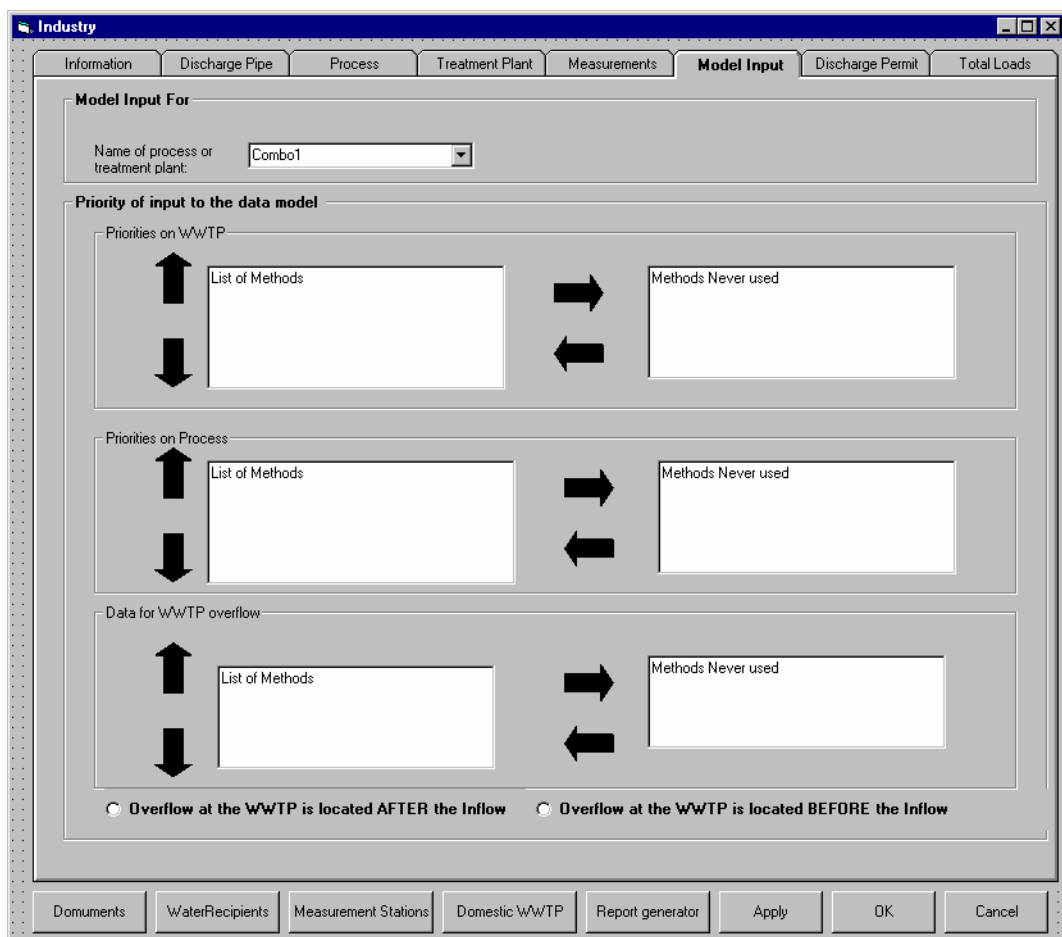 Industry
Information
Discharge Pipe
Process
Treatment Plant
Measurements
Model Input
Discharge Permit
Total Loads
Model Input For
Name of process or
treatment plant:
Combo1
Priority of input to the data model
Priorities on WWTP
List of Methods
Methods Never used
Priorities on Process
List of Methods
Methods Never used
Data for WWTP overflow
List of Methods
Methods Never used
Overflow at the WWTP is located AFTER the Inflow
Overflow at the WWTP is located BEFORE the Inflow
Domuments
WaterRecipients
Measurement Stations
Domestic WWTP
Report generator
Apply
OK
Cancel